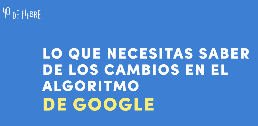 LO QUE NECESITAS SABER
DE LOS CAMBIOS EN EL
ALGORITMO
DE GOOGLE